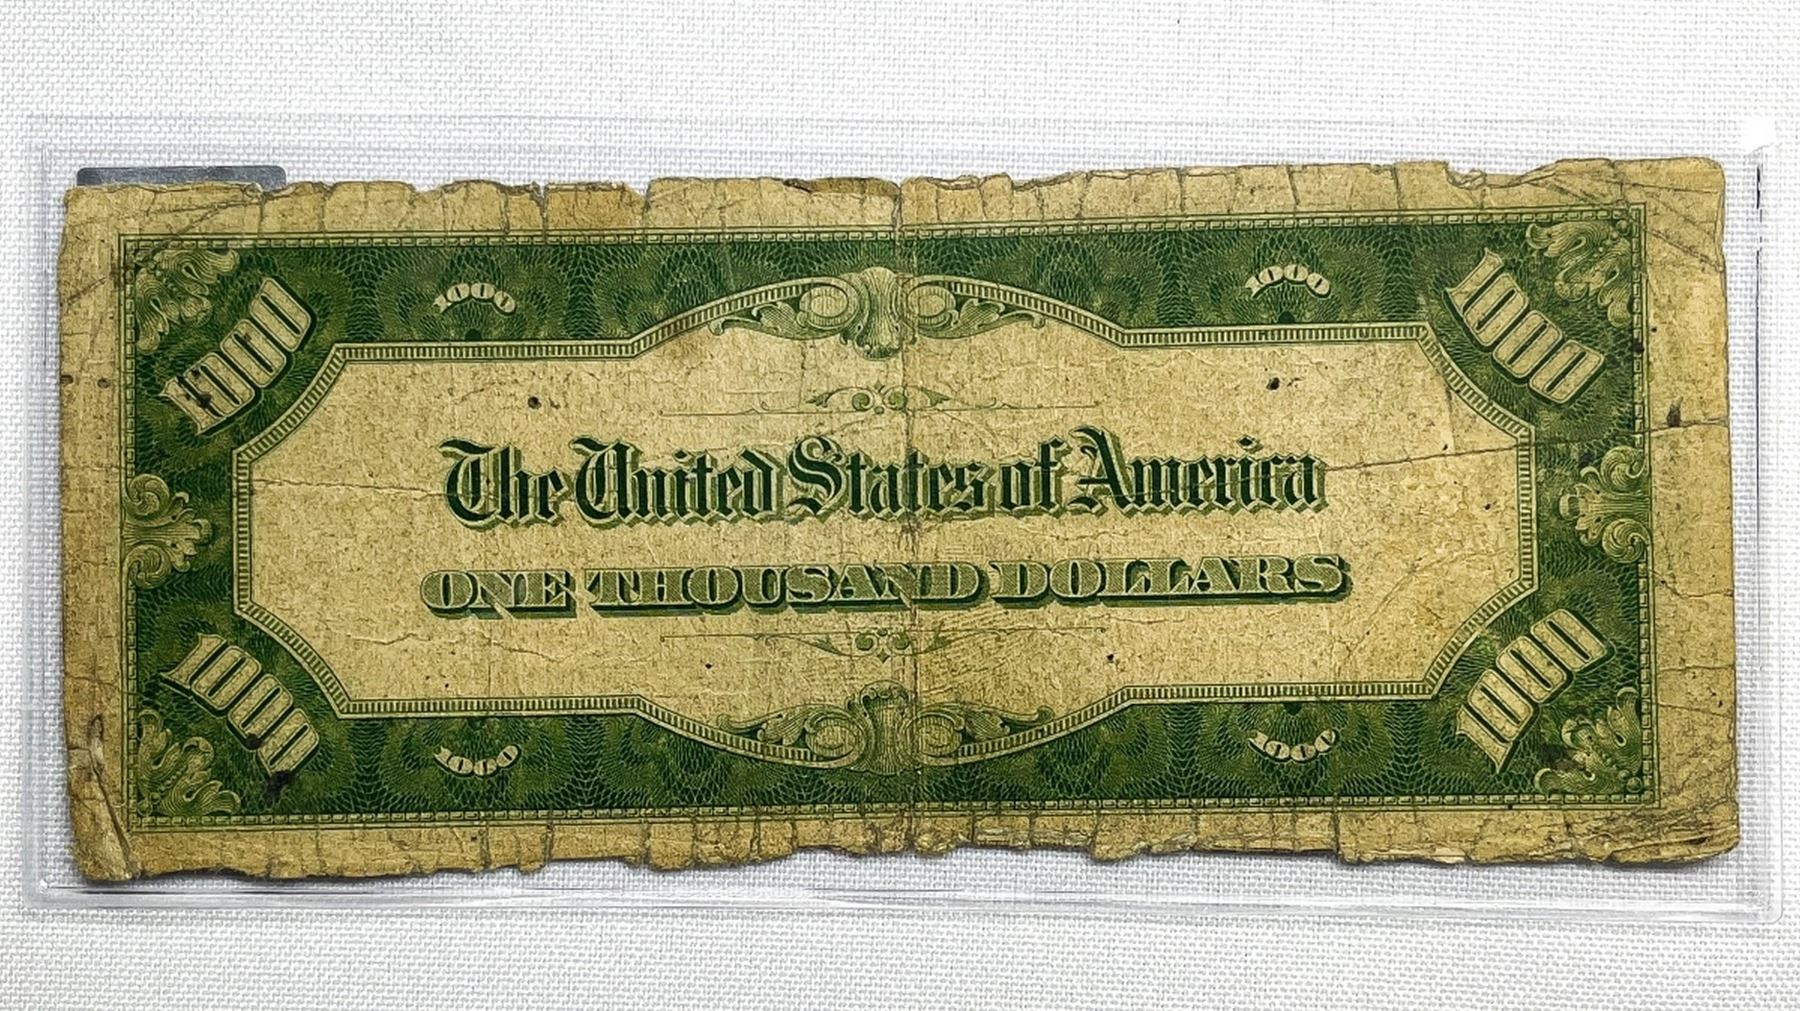 1000 1000 1000 1000
The United States of America
ONE THOUSAND DOLLARS
1000 1000 1000 1000